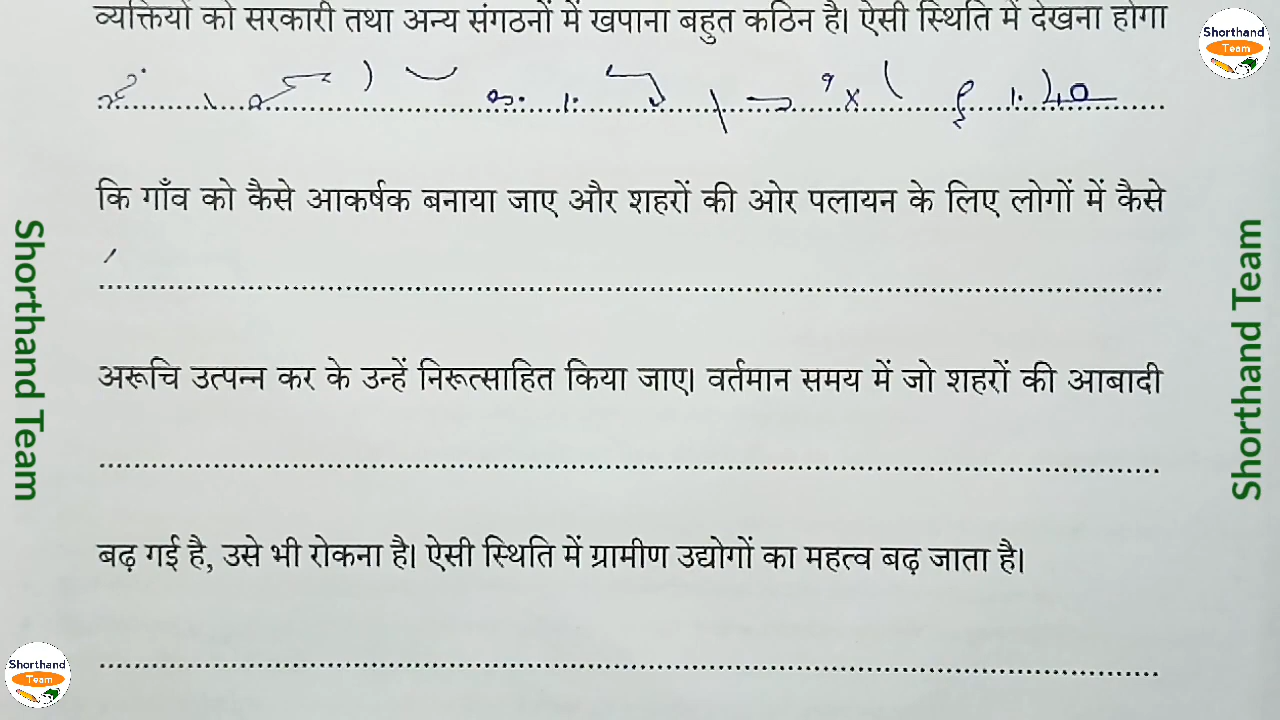 व्यक्तियों को सरकारी तथा अन्य संगठनों में खपाना बहुत कठिन है। ऐसी स्थिति में देखना होगा
Shorthand
Team
कि गाँव को कैसे आकर्षक बनाया जाए और शहरों की ओर पलायन के लिए लोगों में कैसे
Shorthand Team
Shorthand Team
अरूचि उत्पन्न कर के उन्हें निरूत्साहित किया जाए। वर्तमान समय में जो शहरों की आबादी
बढ़ गई है, उसे भी रोकना है। ऐसी स्थिति में ग्रामीण उद्योगों का महत्व बढ़ जाता है।
Shorthand
Team